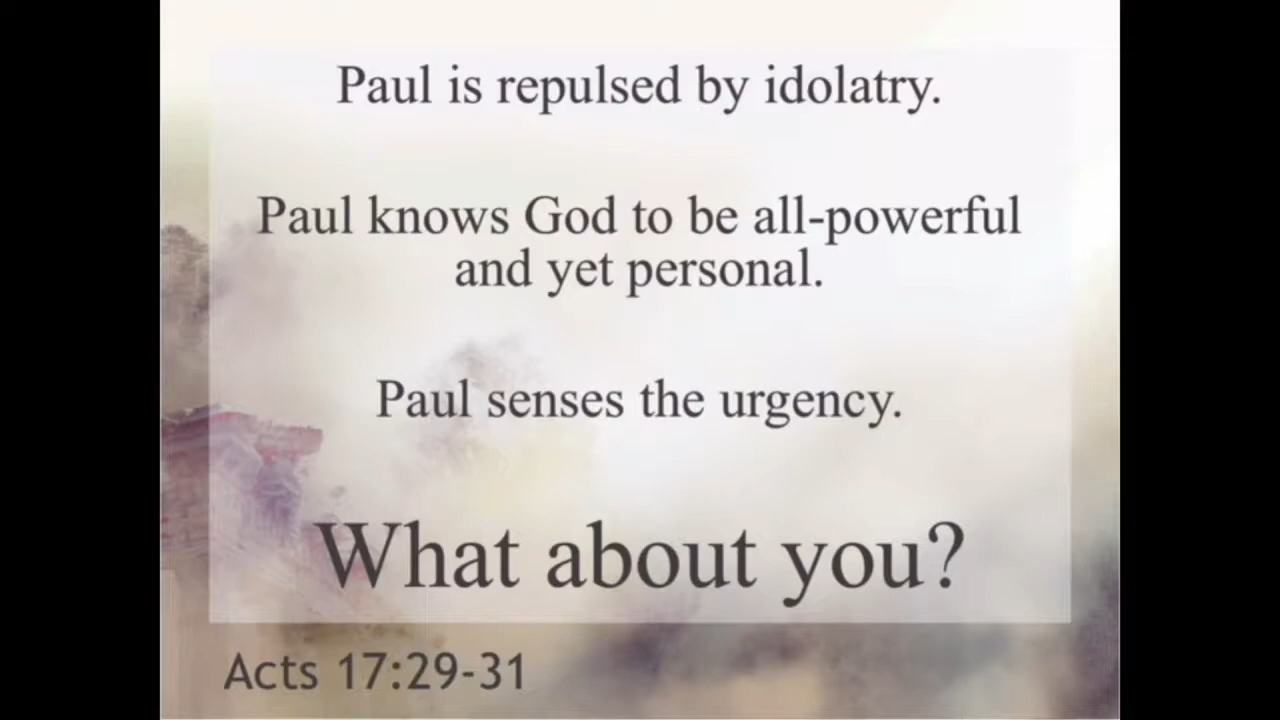 Paul is repulsed by idolatry.
Paul knows God to be all-powerful
and yet personal.
Paul senses the urgency.
What about you?
Acts 17:29-31